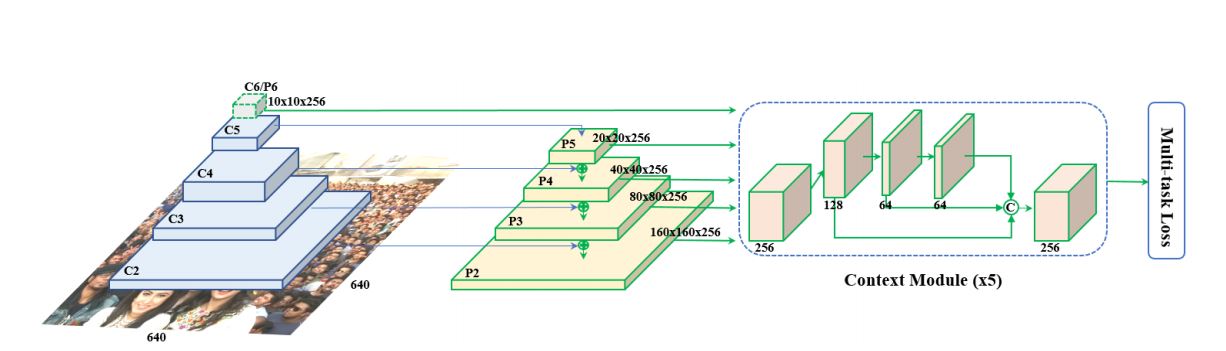 C6/P6
10x10x256
C5
C4
C3
C2
640
640
P5
20x20x256
P4
40x40x256
P3
80x80x256
P2
160x160x256
256
128
64
64
C
256
Context Module (x5)
Multi-task Loss